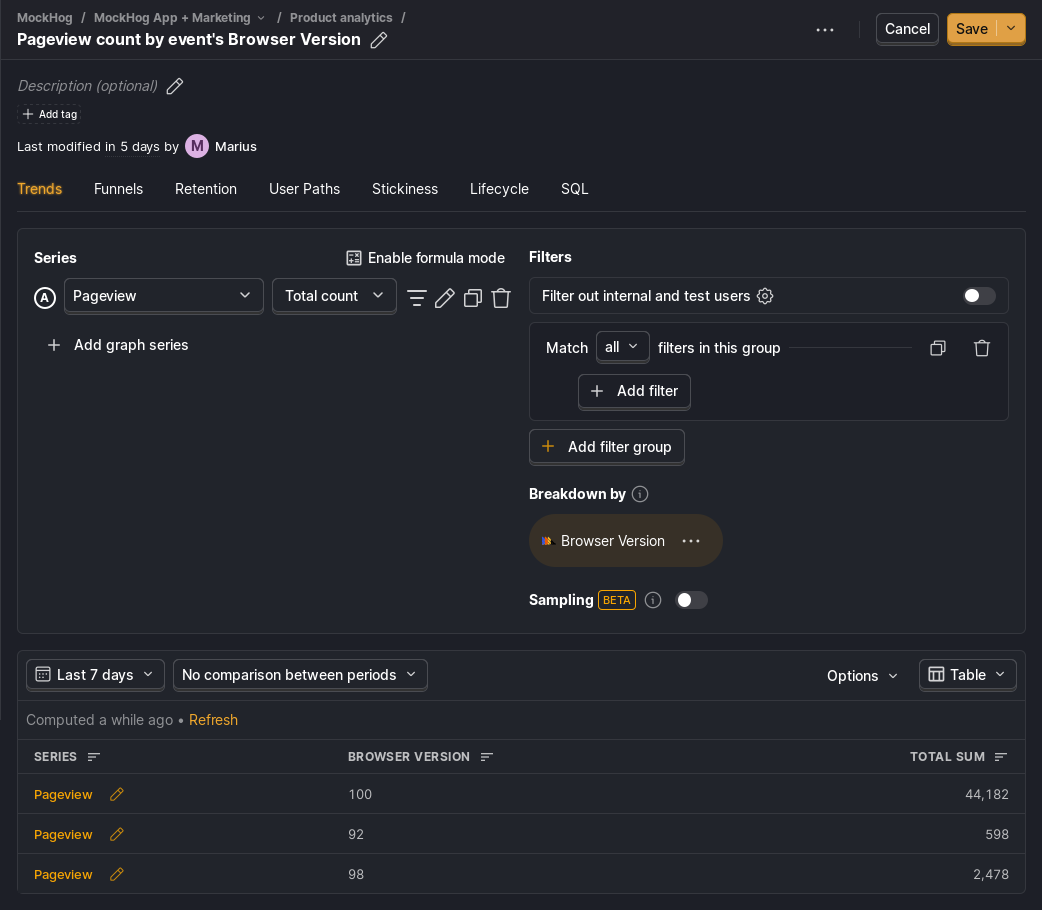 MockHog / MockHog App + Marketing / Product analytics /
Pageview count by event's Browser Version
Cancel
Save
Description (optional)
Add tag
Last modified in 5 days by M Marius
Trends Funnels Retention User Paths Stickiness Lifecycle SQL
Series
Enable formula mode
A Pageview Total count
Add graph series
Filters
Filter out internal and test users
Match all filters in this group
Add filter
Add filter group
Breakdown by
Browser Version
Sampling BETA
Last 7 days No comparison between periods Options Table
Computed a while ago • Refresh
SERIES BROWSER VERSION TOTAL SUM
Pageview 100 44,182
Pageview 92 598
Pageview 98 2,478